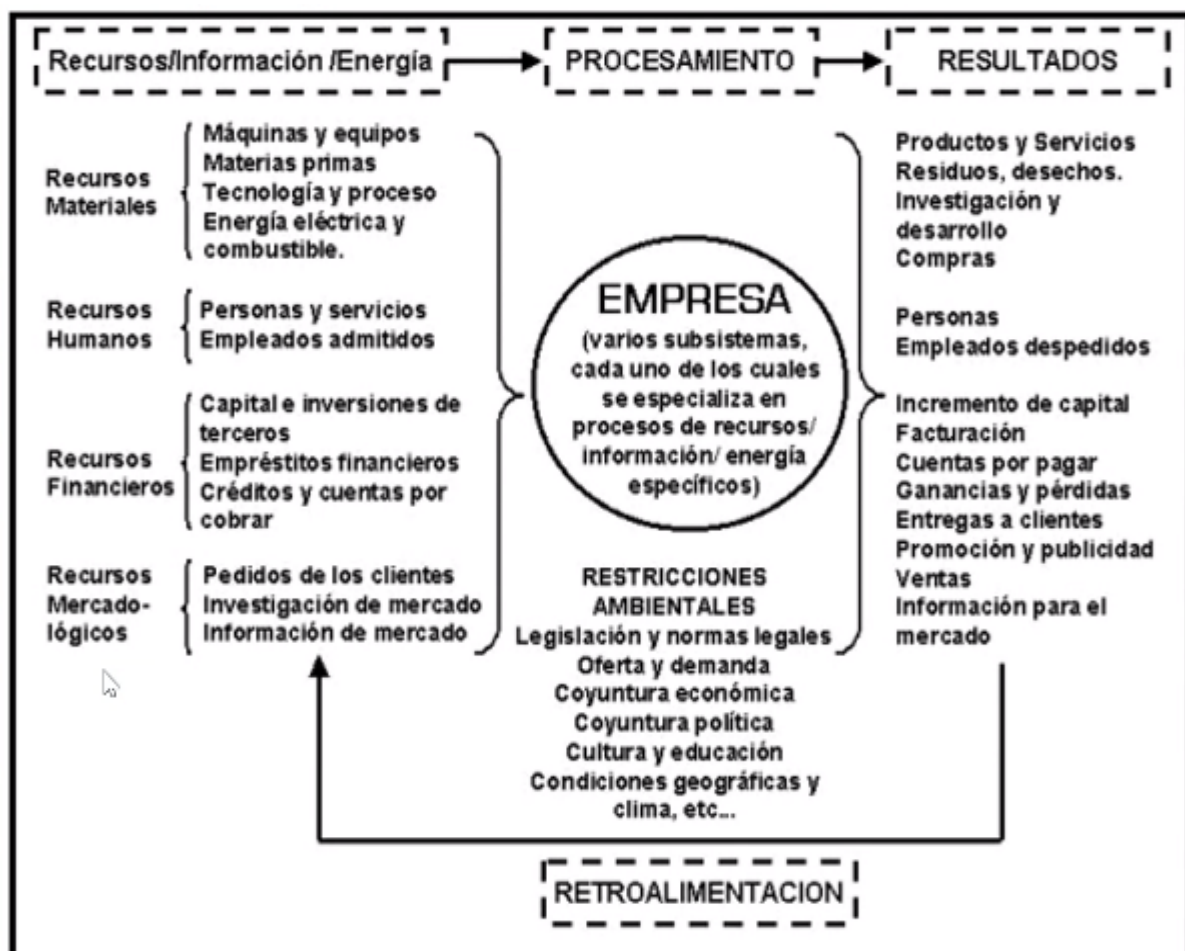 Recursos/Información /Energía
PROCESAMIENTO
RESULTADOS
Recursos
Materiales
Máquinas y equipos
Materias primas
Tecnología y proceso
Energía eléctrica y
combustible.
Recursos
Humanos
Personas y servicios
Empleados admitidos
Recursos
Financieros
Capital e inversiones de
terceros
Empréstitos financieros
Créditos y cuentas por
cobrar
Recursos
Mercado-
lógicos
Pedidos de los clientes
Investigación de mercado
Información de mercado
EMPRESA
(varios subsistemas,
cada uno de los cuales
se especializa en
procesos de recursos/
información/ energía
específicos)
RESTRICCIONES
AMBIENTALES
Legislación y normas legales
Oferta y demanda
Coyuntura económica
Coyuntura política
Cultura y educación
Condiciones geográficas y
clima, etc...
Productos y Servicios
Residuos, desechos.
Investigación y
desarrollo
Compras
Personas
Empleados despedidos
Incremento de capital
Facturación
Cuentas por pagar
Ganancias y pérdidas
Entregas a clientes
Promoción y publicidad
Ventas
Información para el
mercado
RETROALIMENTACION